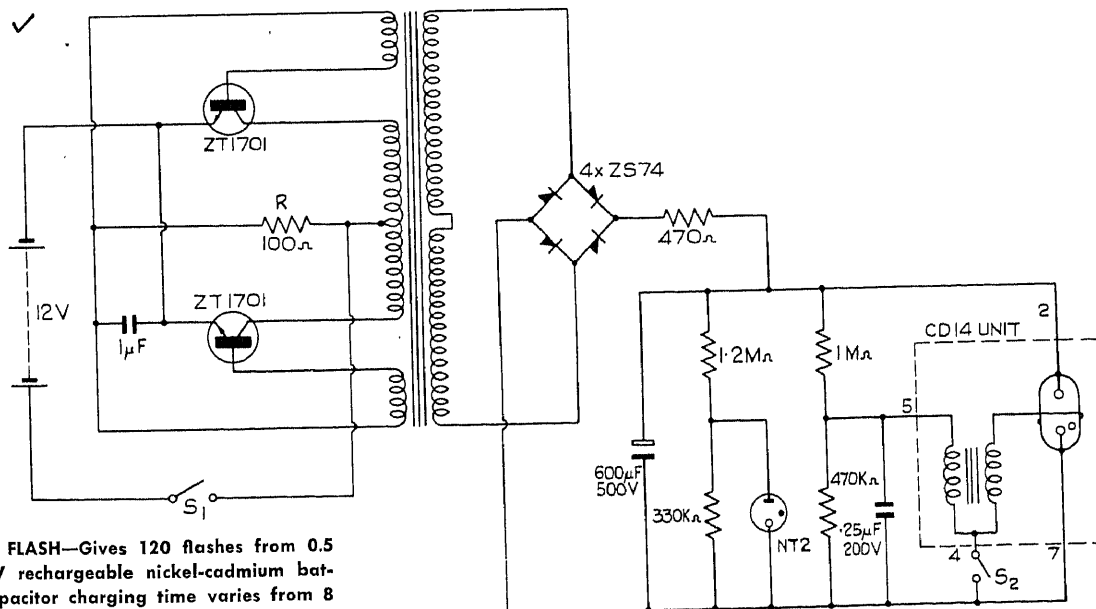 ZT1701
4x ZS74
R
100Ω
470Ω
12V
ZT1701
1µF
2
CD14 UNIT
1·2MΩ
1MΩ
5
600µF
500V
330KΩ
470KΩ
NT2
.25µF
200V
4
7
S1
S2
FLASH—Gives 120 flashes from 0.5
V rechargeable nickel-cadmium bat-
pacitor charging time varies from 8